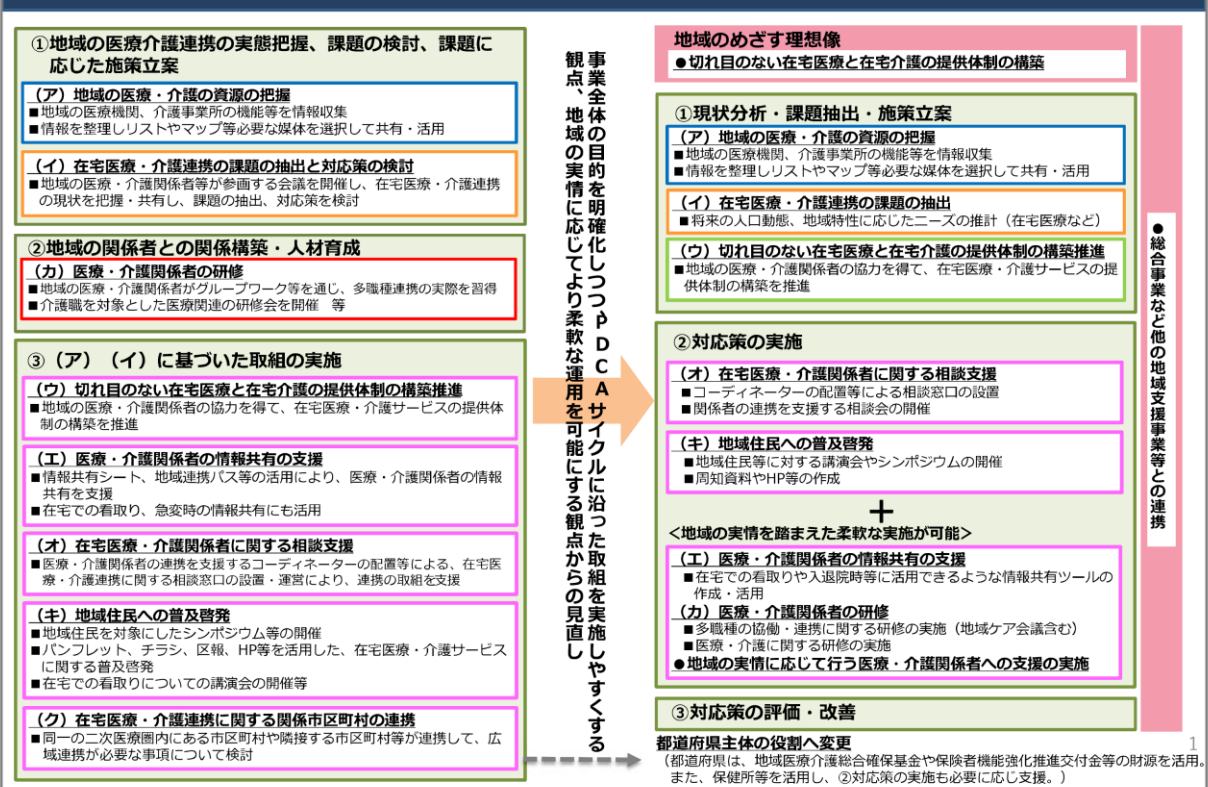 ①地域の医療介護連携の実態把握、課題の検討、課題に
応じた施策立案
（ア）地域の医療・介護の資源の把握
■地域の医療機関、介護事業所の機能等を情報収集
■情報を整理しリストやマップ等必要な媒体を選択して共有・活用
（イ）在宅医療・介護連携の課題の抽出と対応策の検討
■地域の医療・介護関係者等が参画する会議を開催し、在宅医療・介護連携
の現状を把握・共有し、課題の抽出、対応策を検討
②地域の関係者との関係構築・人材育成
（カ）医療・介護関係者の研修
■地域の医療・介護関係者がグループワーク等を通じ、多職種連携の実際を習得
■介護職を対象とした医療関連の研修会を開催　等
③（ア）（イ）に基づいた取組の実施
（ウ）切れ目のない在宅医療と在宅介護の提供体制の構築推進
■地域の医療・介護関係者の協力を得て、在宅医療・介護サービスの提供体
制の構築を推進
（エ）医療・介護関係者の情報共有の支援
■情報共有シート、地域連携パス等の活用により、医療・介護関係者の情報
共有を支援
■在宅での看取り、急変時の情報共有にも活用
（オ）在宅医療・介護関係者に関する相談支援
■医療・介護関係者の連携を支援するコーディネーターの配置等による、在宅医
療・介護連携に関する相談窓口の設置・運営により、連携の取組を支援
（キ）地域住民への普及啓発
■地域住民を対象にしたシンポジウム等の開催
■パンフレット、チラシ、区報、HP等を活用した、在宅医療・介護サービス
に関する普及啓発
■在宅での看取りについての講演会の開催等
（ク）在宅医療・介護連携に関する関係市区町村の連携
■同一の二次医療圏内にある市区町村や隣接する市区町村等が連携して、広
域連携が必要な事項について検討
事業全体の目的を明確化しつつ、PDCAサイクルに沿った取組を実施しやすくする
観点、地域の実情に応じてより柔軟な運用を可能にする観点からの見直し
地域のめざす理想像
●切れ目のない在宅医療と在宅介護の提供体制の構築
①現状分析・課題抽出・施策立案
（ア）地域の医療・介護の資源の把握
■地域の医療機関、介護事業所の機能等を情報収集
■情報を整理しリストやマップ等必要な媒体を選択して共有・活用
（イ）在宅医療・介護連携の課題の抽出
■将来の人口動態、地域特性に応じたニーズの推計（在宅医療など）
（ウ）切れ目のない在宅医療と在宅介護の提供体制の構築推進
■地域の医療・介護関係者の協力を得て、在宅医療・介護サービスの提
供体制の構築を推進
②対応策の実施
（オ）在宅医療・介護関係者に関する相談支援
■コーディネーターの配置等による相談窓口の設置
■関係者の連携を支援する相談会の開催
（キ）地域住民への普及啓発
■地域住民等に対する講演会やシンポジウムの開催
■周知資料やHP等の作成
＋
＜地域の実情を踏まえた柔軟な実施が可能＞
（エ）医療・介護関係者の情報共有の支援
■在宅での看取りや入退院時等に活用できるような情報共有ツールの
作成・活用
（カ）医療・介護関係者の研修
■多職種の協働・連携に関する研修の実施（地域ケア会議含む）
■医療・介護に関する研修の実施
●地域の実情に応じて行う医療・介護関係者への支援の実施
③対応策の評価・改善
●総合事業など他の地域支援事業等との連携
都道府県主体の役割へ変更
（都道府県は、地域医療介護総合確保基金や保険者機能強化推進交付金等の財源を活用。
また、保健所等を活用し、②対応策の実施も必要に応じ支援。）
1